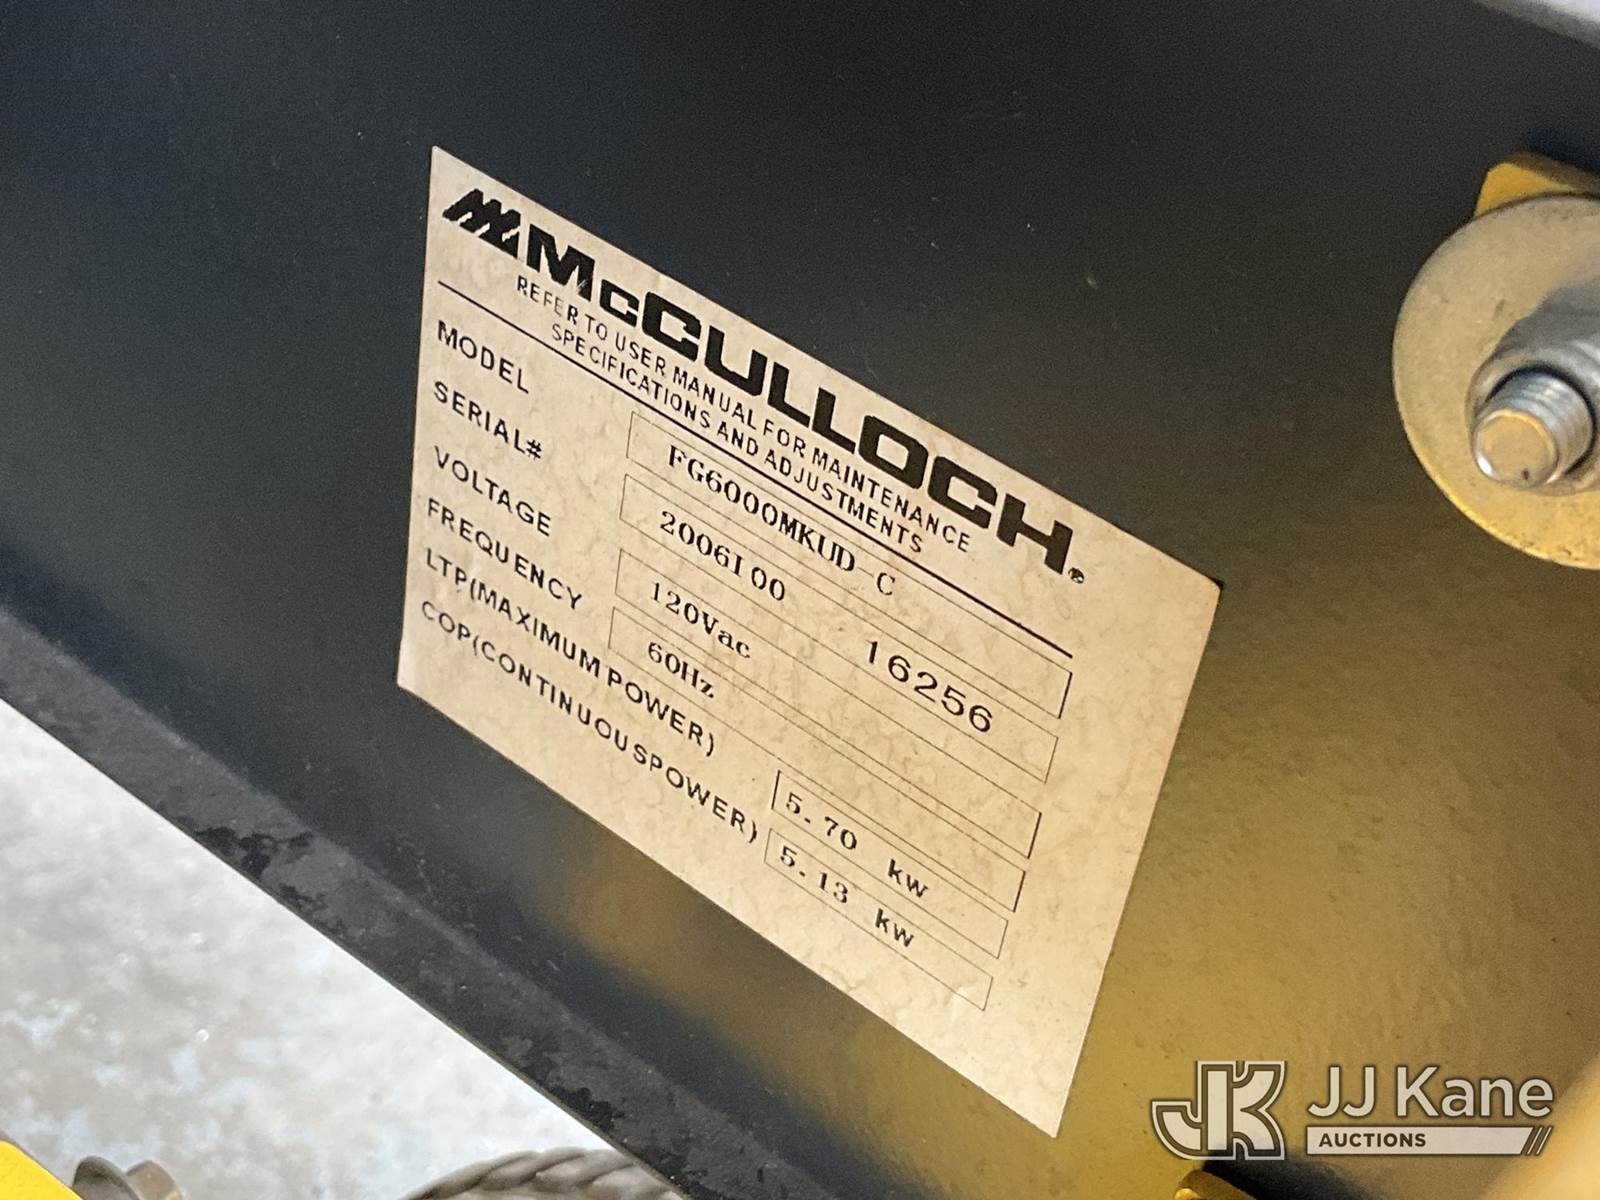 McCULLOCH®
REFER TO USER MANUAL FOR MAINTENANCE
SPECIFICATIONS AND ADJUSTMENTS
MODEL FG6000MKUD-C
SERIAL# 2006I00 16256
VOLTAGE 120Vac
FREQUENCY 60Hz
LTP(MAXIMUM POWER) 5.70 kw
COP(CONTINUOUSPOWER) 5.13 kw
JK JJ Kane
AUCTIONS